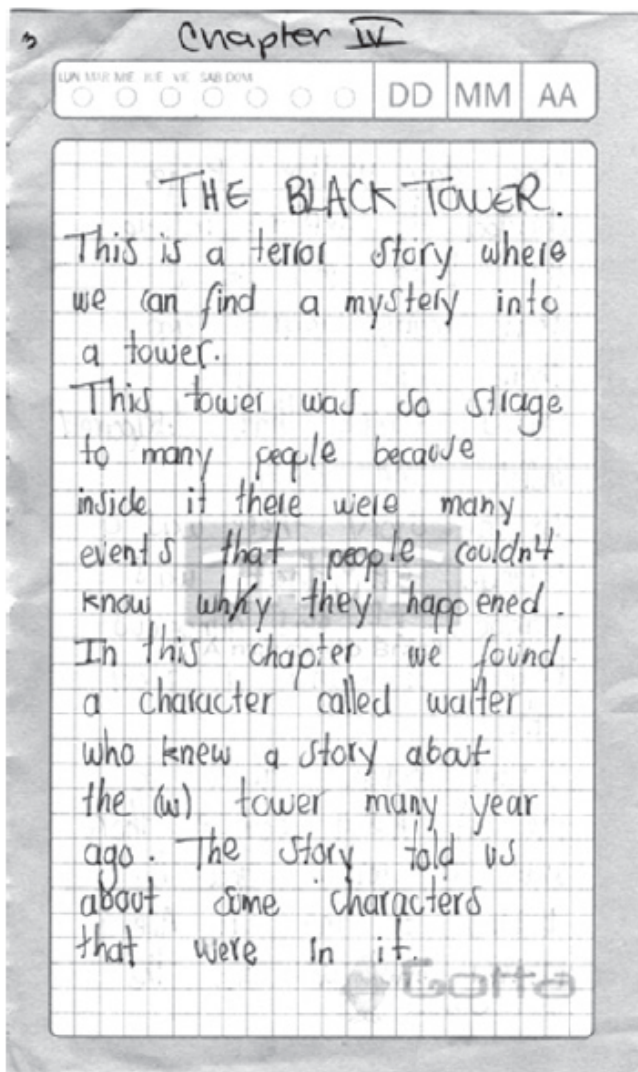 3
Chapter IV
LUN MAR MIE JUE VIE SAB DOM
DD MM AA
THE BLACK TOWER.
This is a terror story where
we can find a mystery into
a tower.
This tower was so strage
to many people because
inside it there were many
events that people couldn't
know why they happened.
In this chapter we found
a character called walter
who knew a story about
the (w) tower many year
ago. The story told us
about some characters
that were in it.